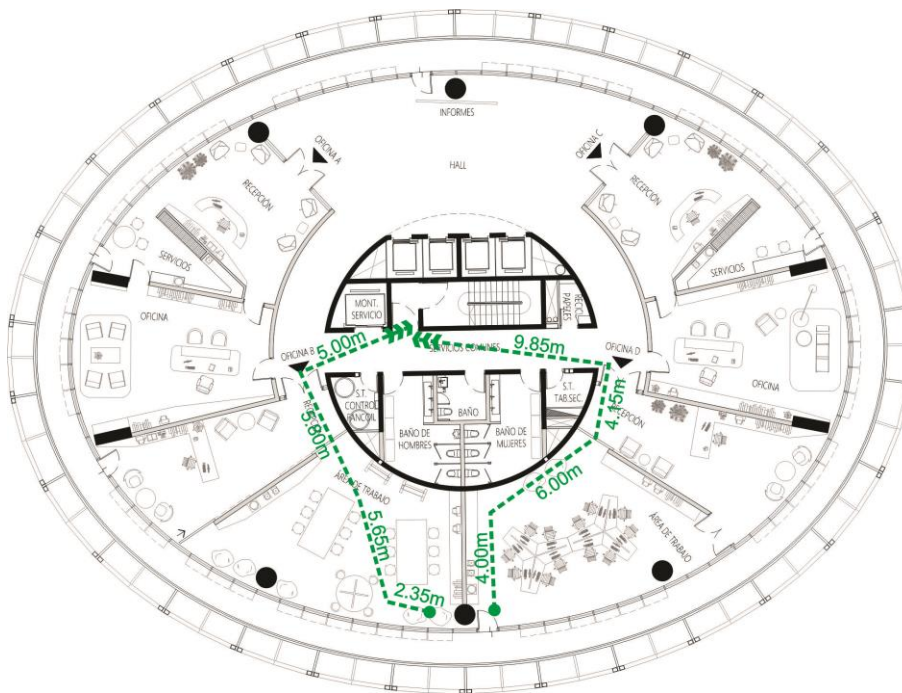 INFORMES
HALL
OFICINA A
OFICINA C
RECEPCIÓN
RECEPCIÓN
SERVICIOS
SERVICIOS
MONT.
SERVICIO
RECIC.
PAPELES
OFICINA
OFICINA B
5.00m
SERVICIOS COMUNES
9.85m
OFICINA D
OFICINA
S.T.
CONTROL
S.T.
TAB.SEC.
BAÑO
5.80m
4.15m
RECEPCIÓN
BAÑO DE
HOMBRES
BAÑO DE
MUJERES
6.00m
ÁREA DE TRABAJO
5.65m
4.00m
ÁREA DE TRABAJO
2.35m